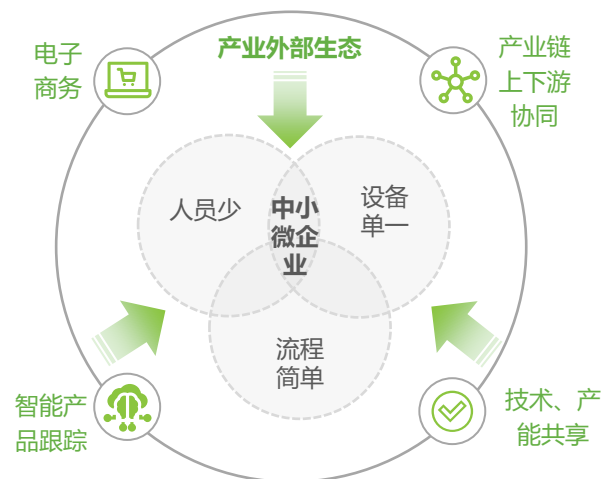 电子
商务
产业外部生态
产业链
上下游
协同
人员少
中小
微企
业
设备
单一
流程
简单
智能产
品跟踪
技术、产
能共享